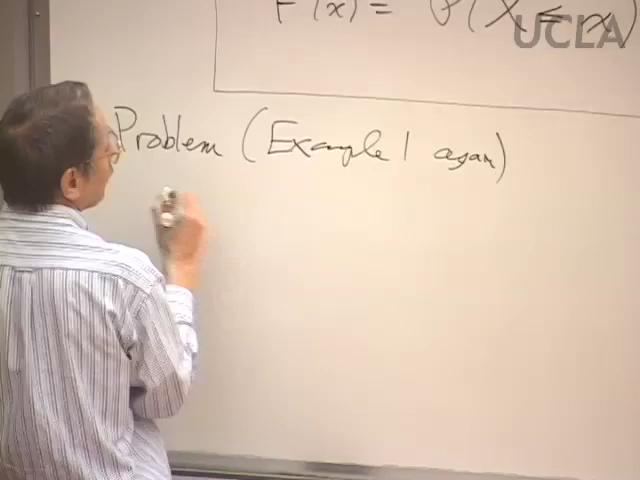 F(x) = P(X ≤ x)
UCLA
Problem (Example 1 again)